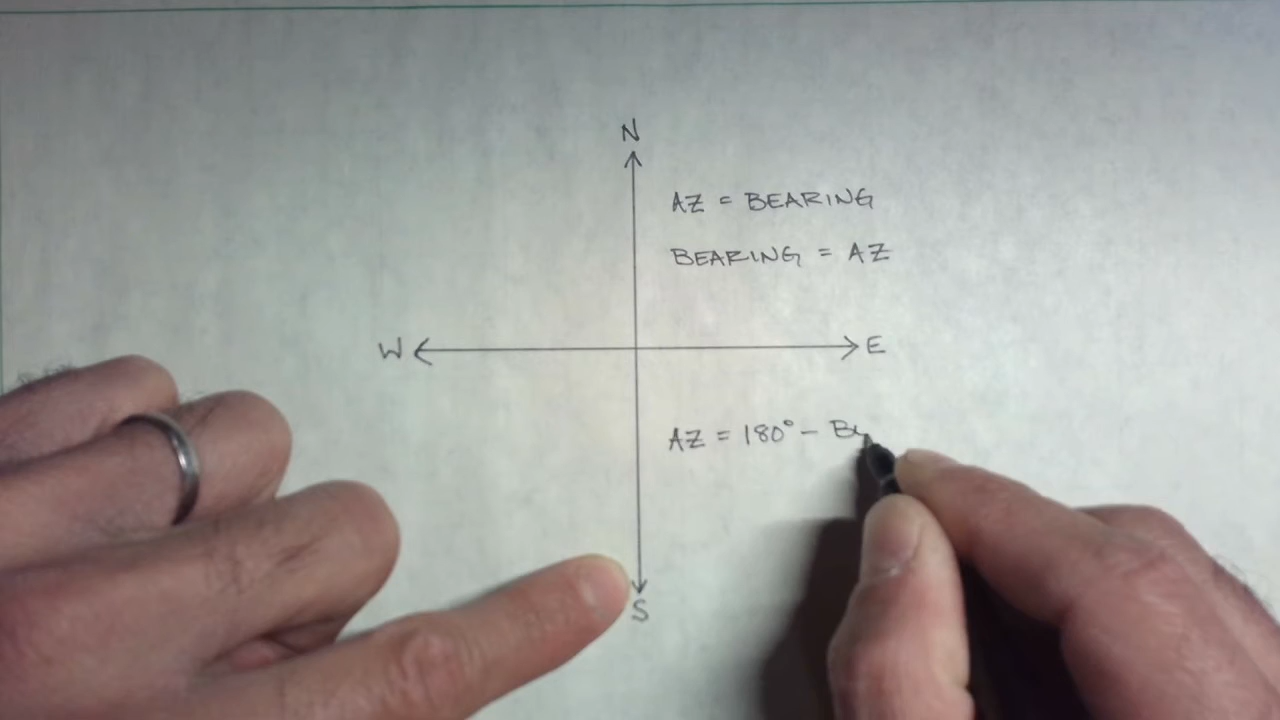 N
AZ = BEARING
BEARING = AZ
W E
AZ = 180° -
S